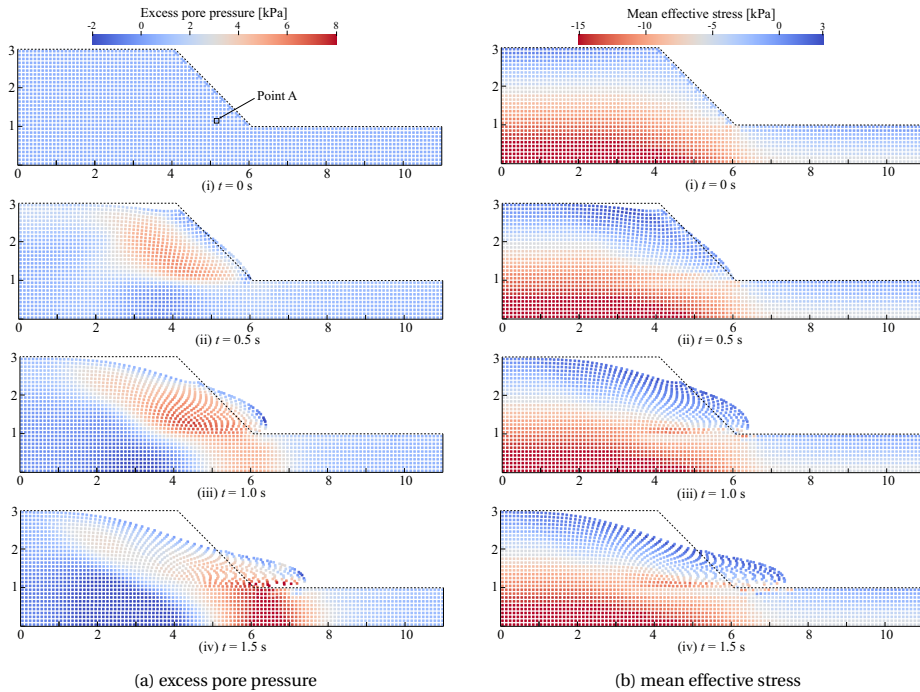 Excess pore pressure [kPa]
-2 0 2 4 6 8
3
2
1
0 2 4 6 8 10
Point A
(i) t = 0 s
3
2
1
0 2 4 6 8 10
(ii) t = 0.5 s
3
2
1
0 2 4 6 8 10
(iii) t = 1.0 s
3
2
1
0 2 4 6 8 10
(iv) t = 1.5 s
(a) excess pore pressure
Mean effective stress [kPa]
-15 -10 -5 0 3
3
2
1
0 2 4 6 8 10
(i) t = 0 s
3
2
1
0 2 4 6 8 10
(ii) t = 0.5 s
3
2
1
0 2 4 6 8 10
(iii) t = 1.0 s
3
2
1
0 2 4 6 8 10
(iv) t = 1.5 s
(b) mean effective stress